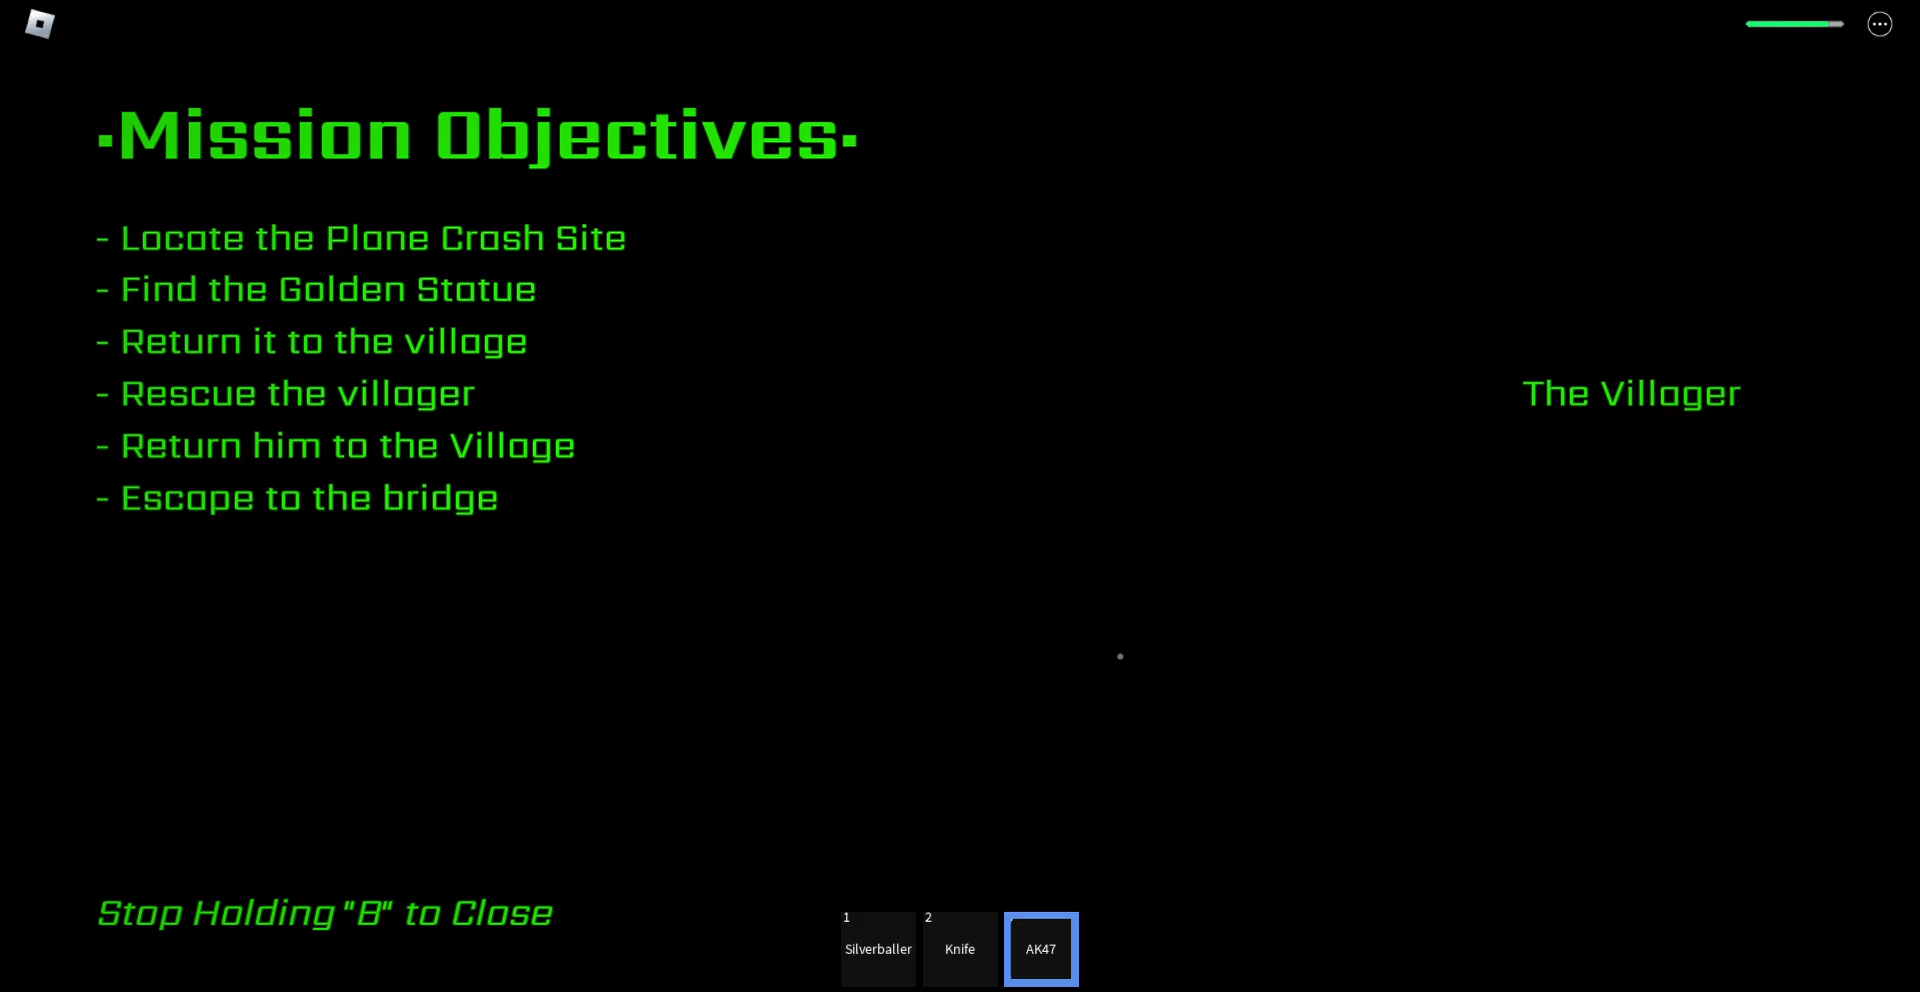 ·Mission Objectives·
- Locate the Plane Crash Site
- Find the Golden Statue
- Return it to the village
- Rescue the villager
The Villager
- Return him to the Village
- Escape to the bridge
Stop Holding "B" to Close
1
Silverballer
2
Knife
AK47